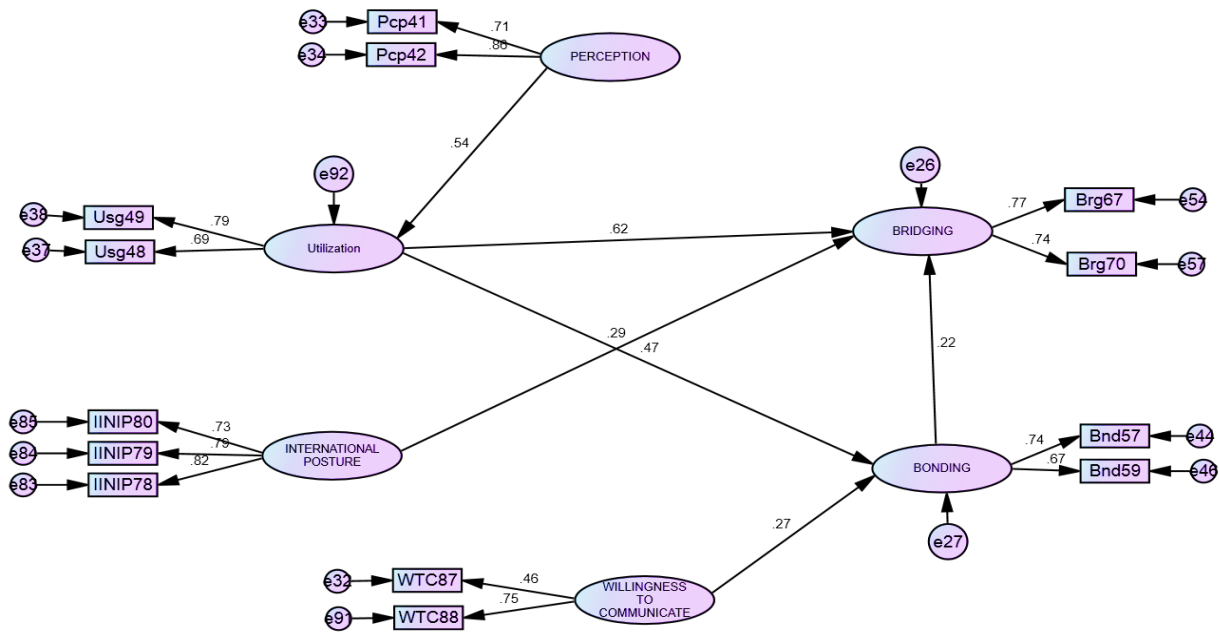 e33
Pcp41
.71
e34
Pcp42
.86
PERCEPTION
.54
e92
e26
e38
Usg49
.79
e37
Usg48
.69
Utilization
.62
BRIDGING
.77
Brg67
e54
.74
Brg70
e57
.29
.47
.22
e85
IINIP80
.73
e84
IINIP79
.79
e83
IINIP78
.82
INTERNATIONAL
POSTURE
BONDING
.74
Bnd57
e44
.67
Bnd59
e46
.27
e27
e32
WTC87
.46
e91
WTC88
.75
WILLINGNESS
TO
COMMUNICATE